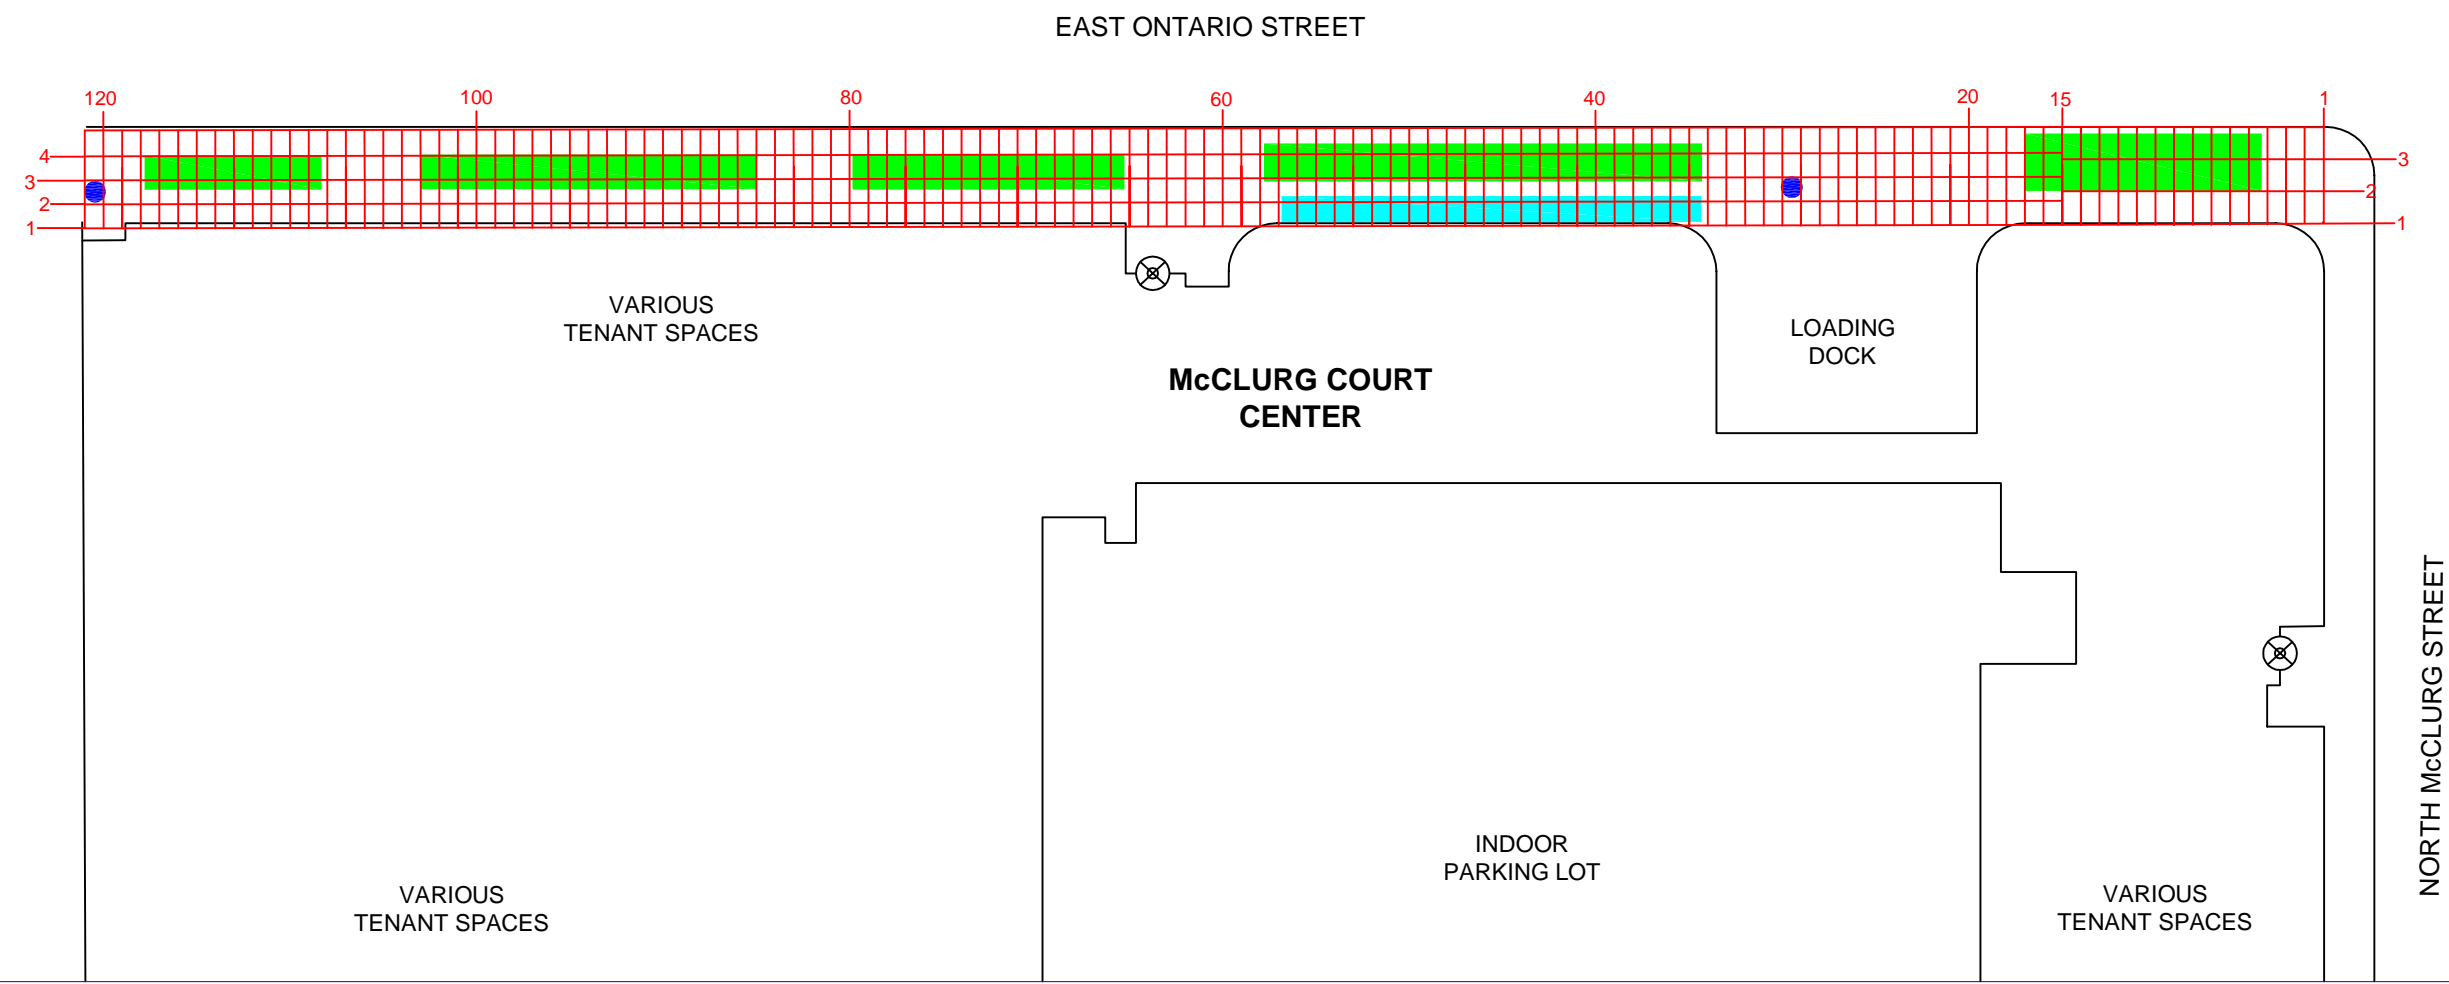 EAST ONTARIO STREET
120
100
80
60
40
20
15
1
4
3
3
2
2
1
1
VARIOUS
TENANT SPACES
LOADING
DOCK
McCLURG COURT
CENTER
NORTH McCLURG STREET
INDOOR
PARKING LOT
VARIOUS
TENANT SPACES
VARIOUS
TENANT SPACES